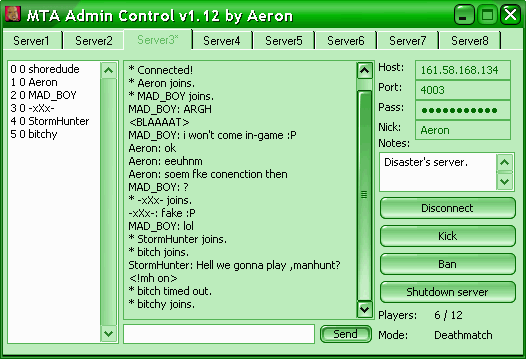 MTA Admin Control v1.12 by Aeron
Server1 Server2 Server3* Server4 Server5 Server6 Server7 Server8
0 0 shoredude
1 0 Aeron
2 0 MAD_BOY
3 0 -xXx-
4 0 StormHunter
5 0 bitchy
* Connected!
* Aeron joins.
* MAD_BOY joins.
MAD_BOY: ARGH
<BLAAAAT>
MAD_BOY: i won't come in-game :P
Aeron: ok
Aeron: eeuhnm
Aeron: soem fke conenction then
MAD_BOY: ?
* -xXx- joins.
-xXx-: fake :P
MAD_BOY: lol
* StormHunter joins.
* bitch joins.
StormHunter: Hell we gonna play ,manhunt?
<!mh on>
* bitch timed out.
* bitchy joins.
Send
Host: 161.58.168.134
Port: 4003
Pass: ●●●●●●●●●●●
Nick: Aeron
Notes:
Disaster's server.
Disconnect
Kick
Ban
Shutdown server
Players: 6 / 12
Mode: Deathmatch